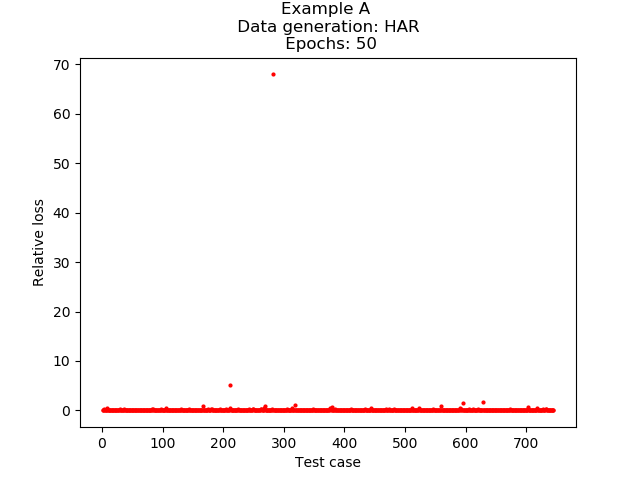 Example A
Data generation: HAR
Epochs: 50
70
60
50
40
30
20
10
0
Relative loss
0 100 200 300 400 500 600 700
Test case